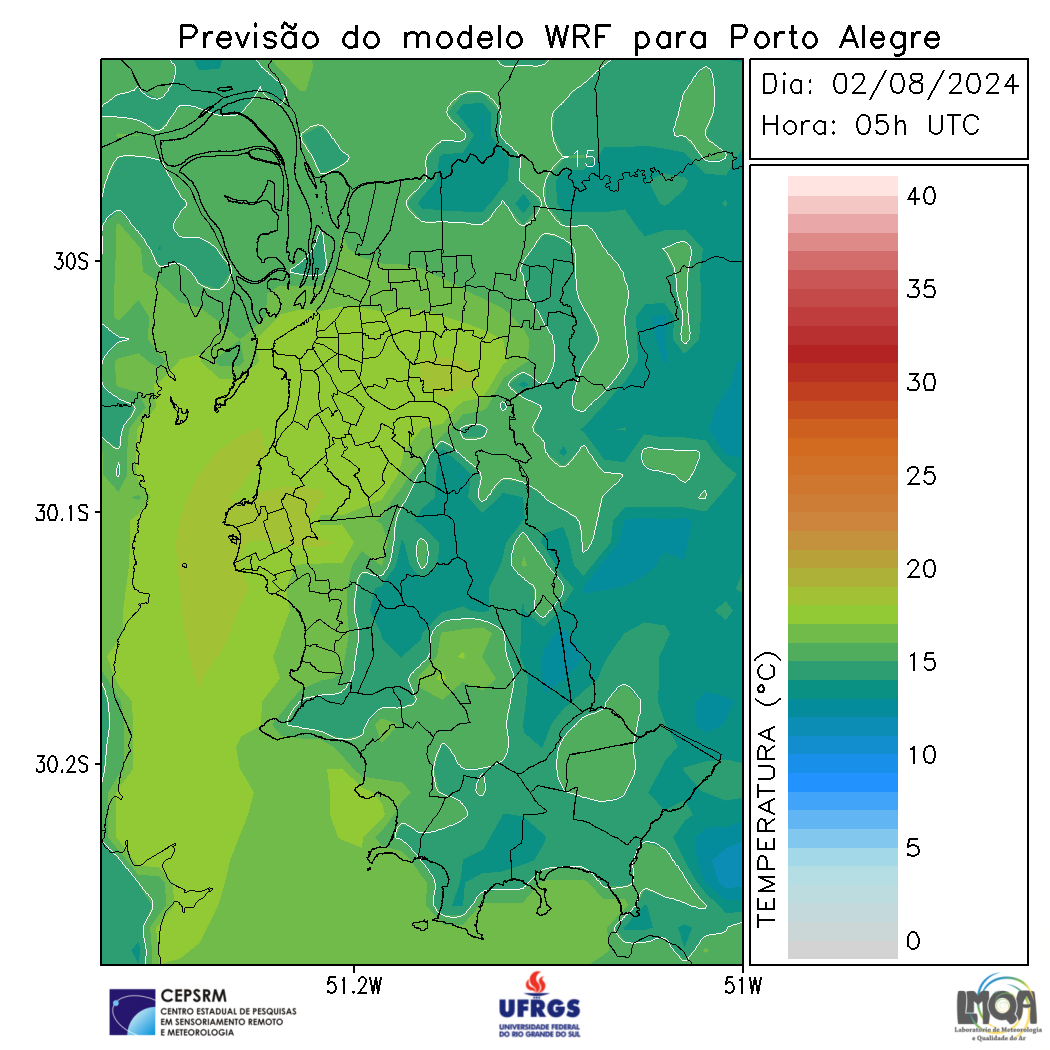 Previsão do modelo WRF para Porto Alegre
Dia: 02/08/2024
Hora: 05h UTC
15
30S
30.1S
30.2S
51.2W
51W
40
35
30
25
20
15
10
5
0
TEMPERATURA (°C)
CEPSRM
CENTRO ESTADUAL DE PESQUISAS
EM SENSORIAMENTO REMOTO
E METEOROLOGIA
UFRGS
UNIVERSIDADE FEDERAL
DO RIO GRANDE DO SUL
LMQA
Laboratório de Meteorologia
e Qualidade do Ar